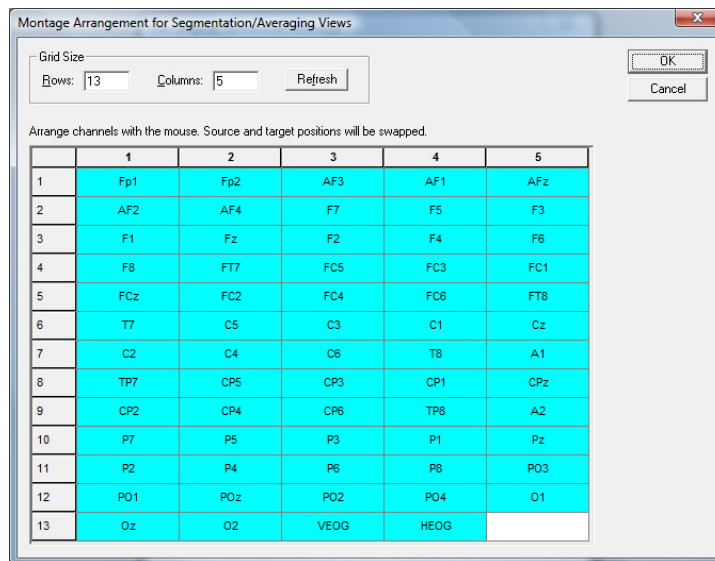 Montage Arrangement for Segmentation/Averaging Views
x
Grid Size
Rows: 13 Columns: 5 Refresh
OK
Cancel
Arrange channels with the mouse. Source and target positions will be swapped.
1 2 3 4 5
1 Fp1 Fp2 AF3 AF1 AFz
2 AF2 AF4 F7 F5 F3
3 F1 Fz F2 F4 F6
4 F8 FT7 FC5 FC3 FC1
5 FCz FC2 FC4 FC6 FT8
6 T7 C5 C3 C1 Cz
7 C2 C4 C6 T8 A1
8 TP7 CP5 CP3 CP1 CPz
9 CP2 CP4 CP6 TP8 A2
10 P7 P5 P3 P1 Pz
11 P2 P4 P6 P8 PO3
12 PO1 POz PO2 PO4 O1
13 Oz O2 VEOG HEOG